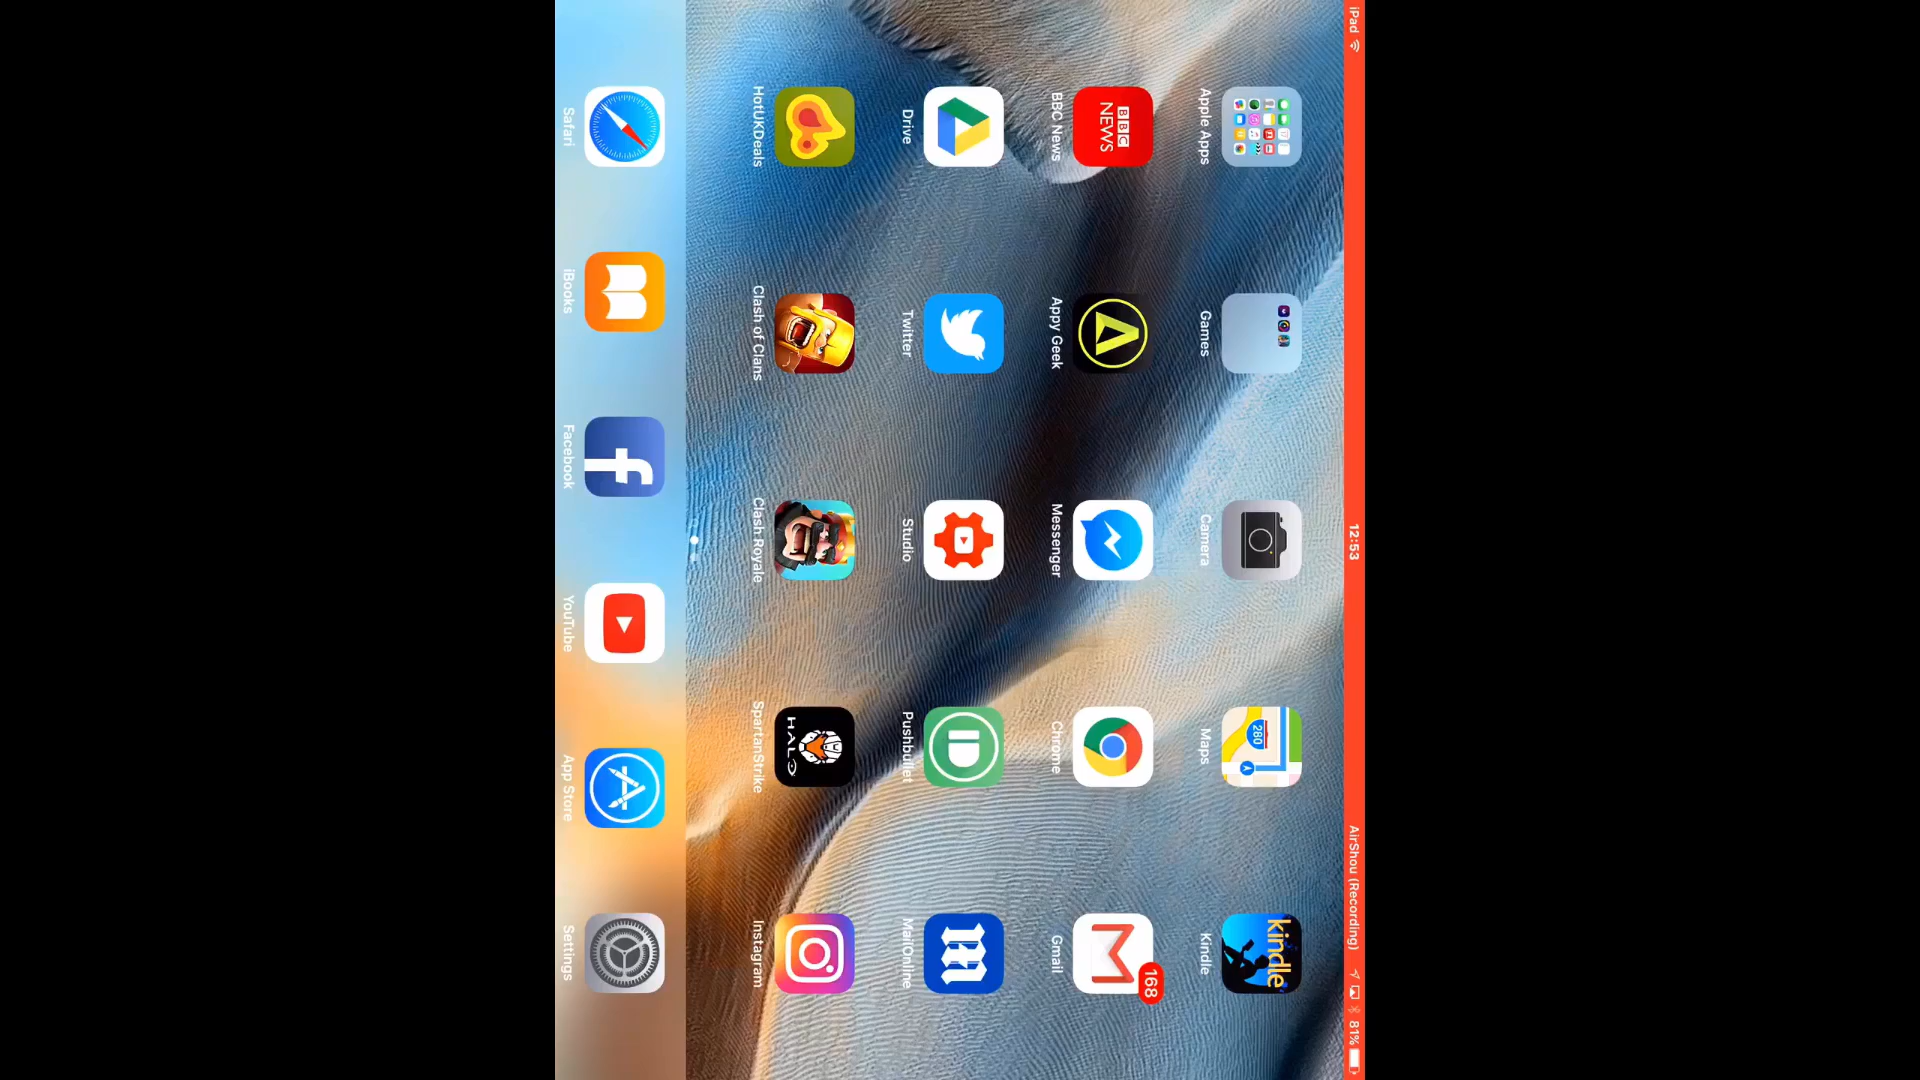 iPad
12:53
AirShou (Recording)
81%
Apple Apps
Games
Camera
280
Maps
kindle
Kindle
BBC
NEWS
BBC News
Appy Geek
Messenger
Chrome
168
Gmail
Drive
Twitter
Studio
Pushbullet
m
MailOnline
HotUKDeals
Clash of Clans
Clash Royale
HALO
SpartanStrike
Instagram
Safari
iBooks
f
Facebook
YouTube
App Store
Settings